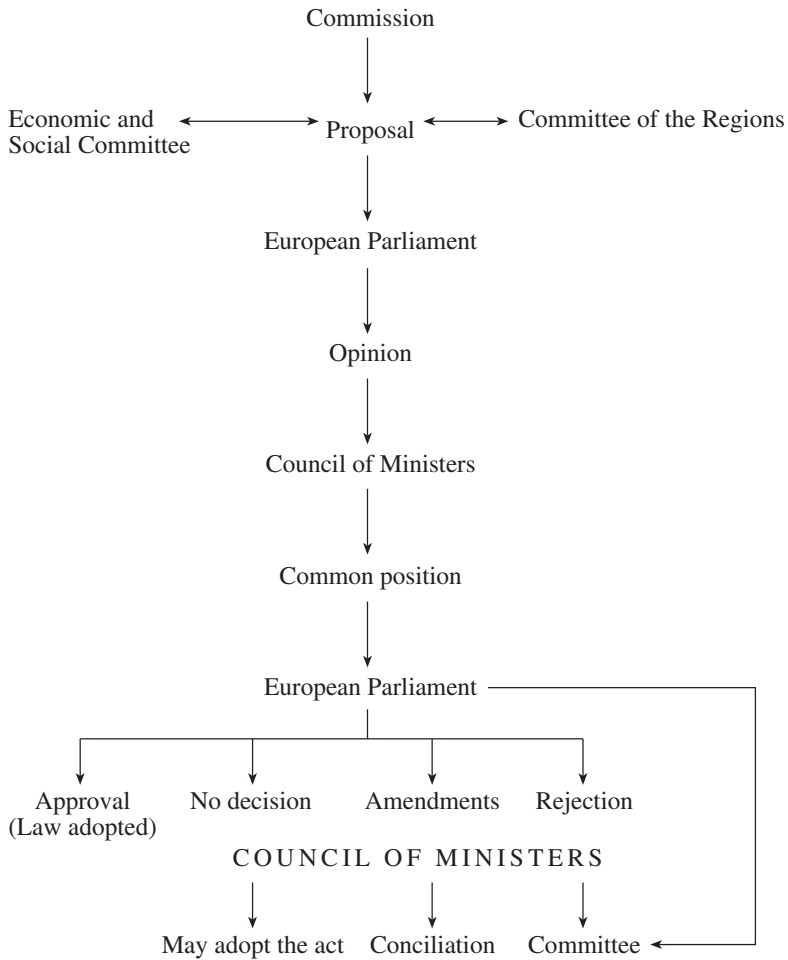 Commission
Economic and
Social Committee
Proposal
Committee of the Regions
European Parliament
Opinion
Council of Ministers
Common position
European Parliament
Approval
(Law adopted)
No decision
Amendments
Rejection
COUNCIL OF MINISTERS
May adopt the act
Conciliation
Committee